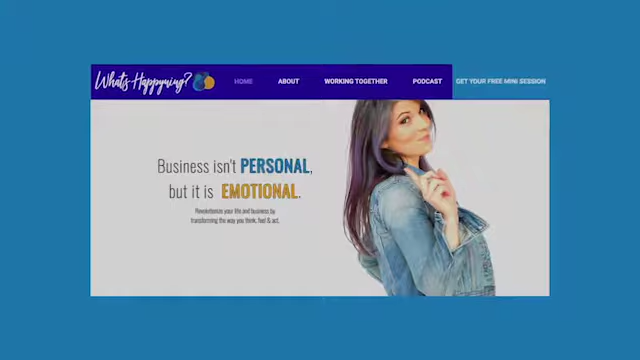 What's Happyning?
HOME ABOUT WORKING TOGETHER PODCAST GET YOUR FREE MINI SESSION
Business isn't PERSONAL,
but it is EMOTIONAL.
Revolutionize your life and business by
transforming the way you think, feel & act.